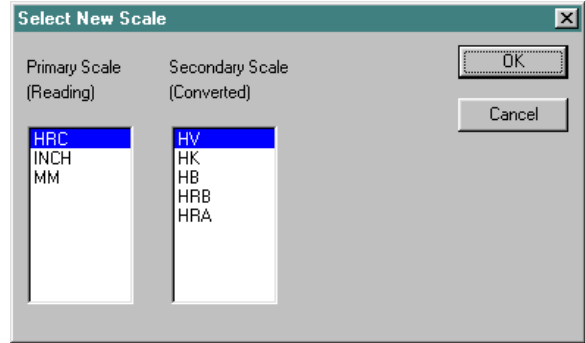 Select New Scale
Primary Scale
(Reading)
Secondary Scale
(Converted)
OK
Cancel
HRC
INCH
MM
HV
HK
HB
HRB
HRA